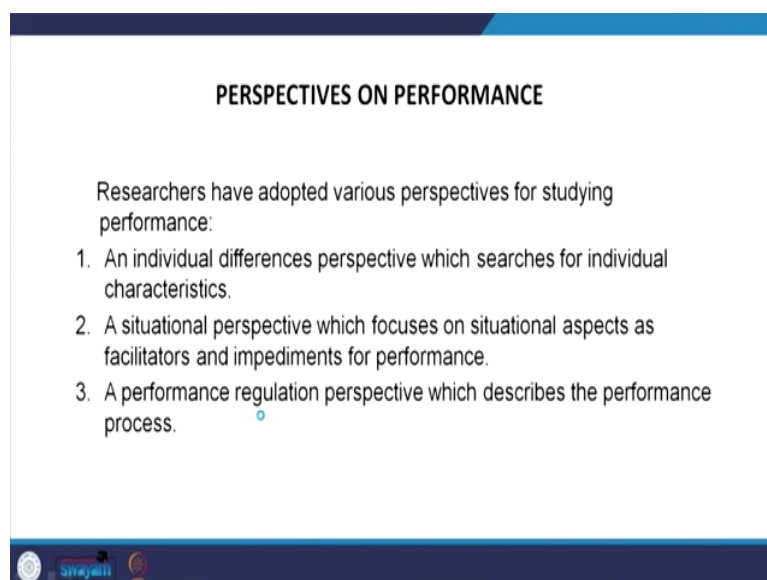 PERSPECTIVES ON PERFORMANCE
Researchers have adopted various perspectives for studying
performance:
1. An individual differences perspective which searches for individual
characteristics.
2. A situational perspective which focuses on situational aspects as
facilitators and impediments for performance.
3. A performance regulation perspective which describes the performance
process.
swayam